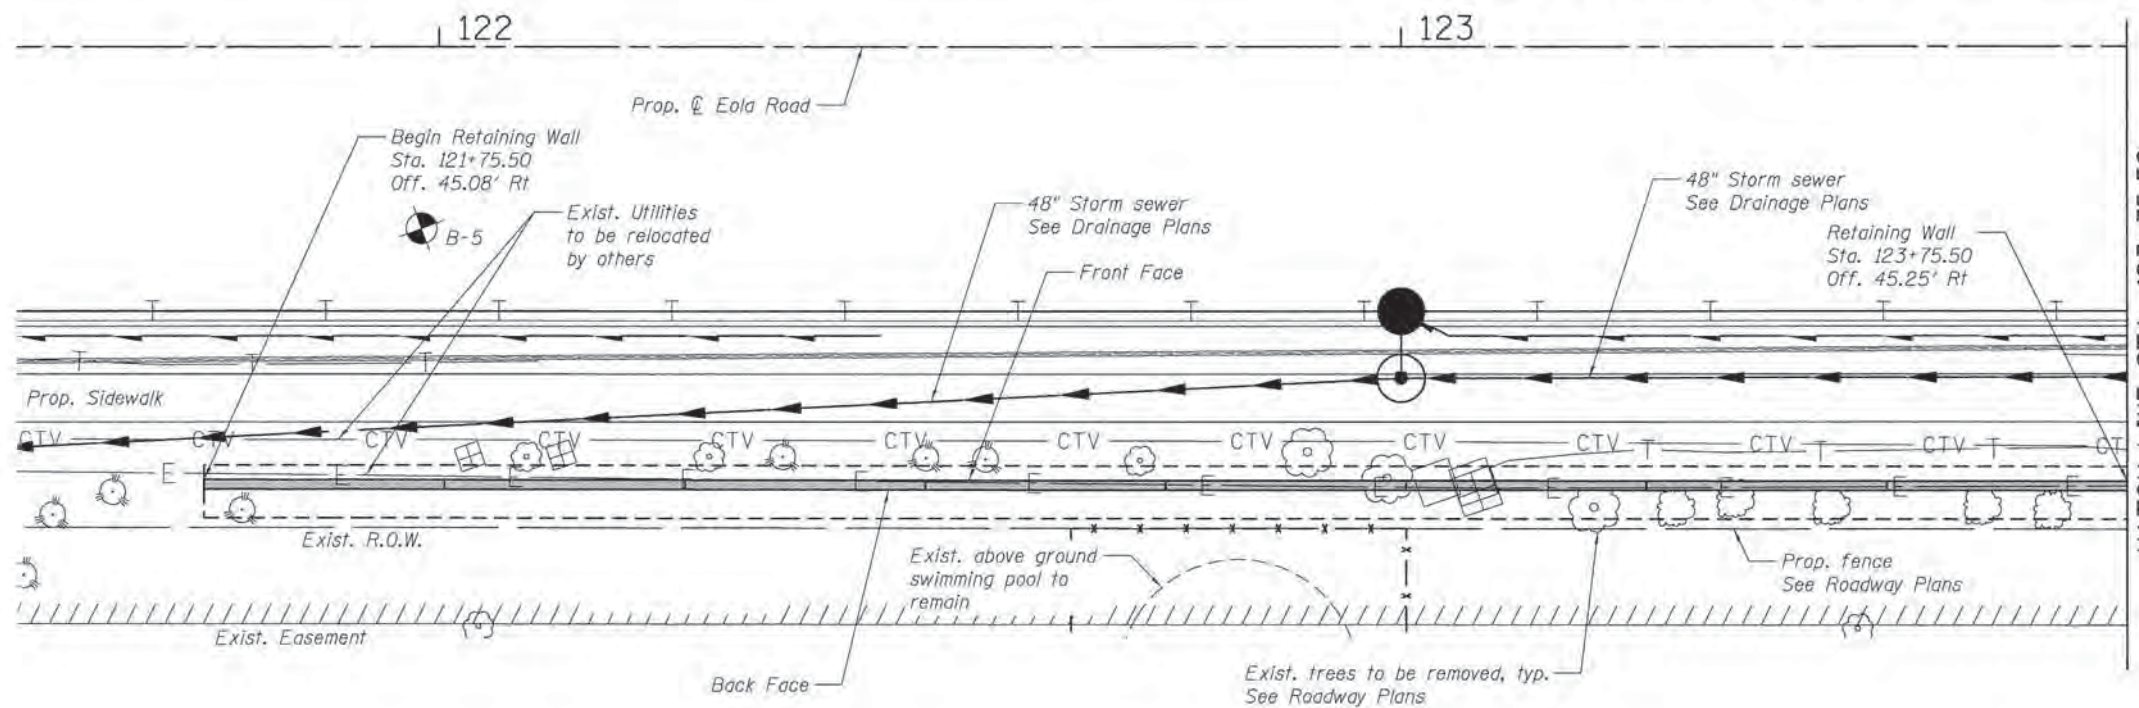 122
123
Prop. ℄ Eola Road
Begin Retaining Wall
Sta. 121+75.50
Off. 45.08' Rt
B-5
Exist. Utilities
to be relocated
by others
48" Storm sewer
See Drainage Plans
Front Face
48" Storm sewer
See Drainage Plans
Retaining Wall
Sta. 123+75.50
Off. 45.25' Rt
T T T T T T T T T T T T
T T T
Prop. Sidewalk
CTV CTV CTV CTV CTV CTV CTV CTV CTV CTV CTV CTV CT
T T T
E E E E E E E E E E E E
Exist. R.O.W.
x x x x x x x
x
x
Exist. above ground
swimming pool to
remain
Prop. fence
See Roadway Plans
Exist. Easement
Back Face
Exist. trees to be removed, typ.
See Roadway Plans